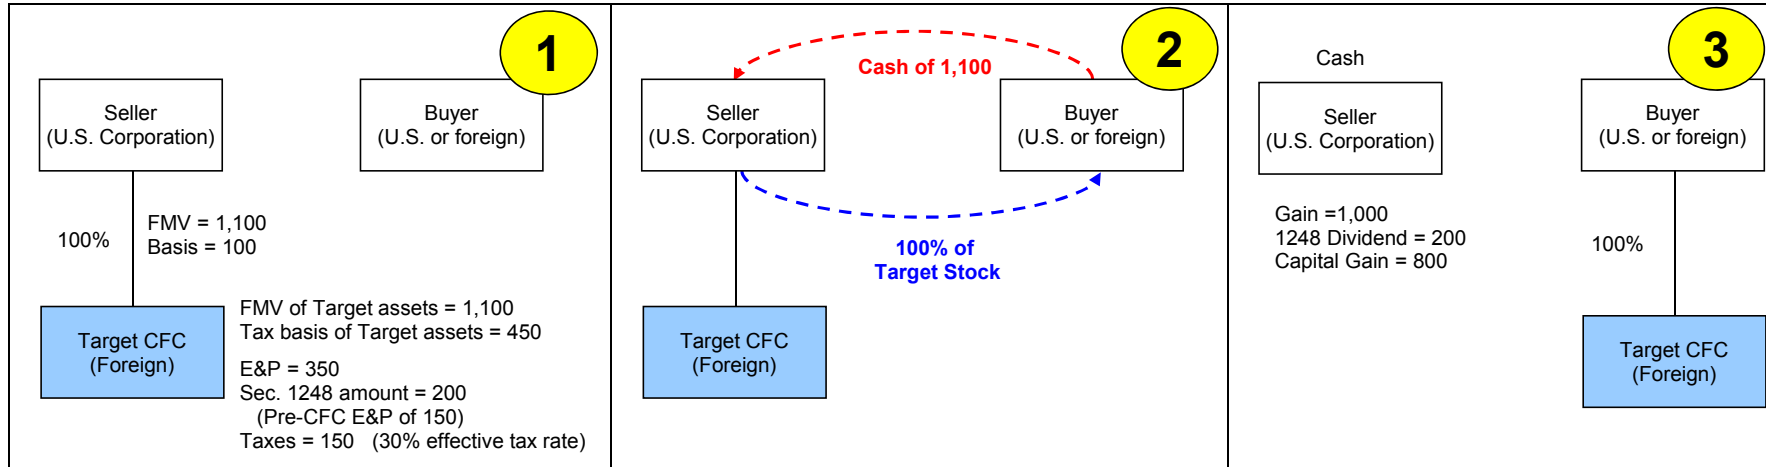 1
Seller
(U.S. Corporation)
Buyer
(U.S. or foreign)
100%
FMV = 1,100
Basis = 100
FMV of Target assets = 1,100
Tax basis of Target assets = 450
Target CFC
(Foreign)
E&P = 350
Sec. 1248 amount = 200
(Pre-CFC E&P of 150)
Taxes = 150 (30% effective tax rate)
2
Cash of 1,100
Seller
(U.S. Corporation)
Buyer
(U.S. or foreign)
100% of
Target Stock
Target CFC
(Foreign)
3
Cash
Seller
(U.S. Corporation)
Buyer
(U.S. or foreign)
Gain =1,000
1248 Dividend = 200
Capital Gain = 800
100%
Target CFC
(Foreign)